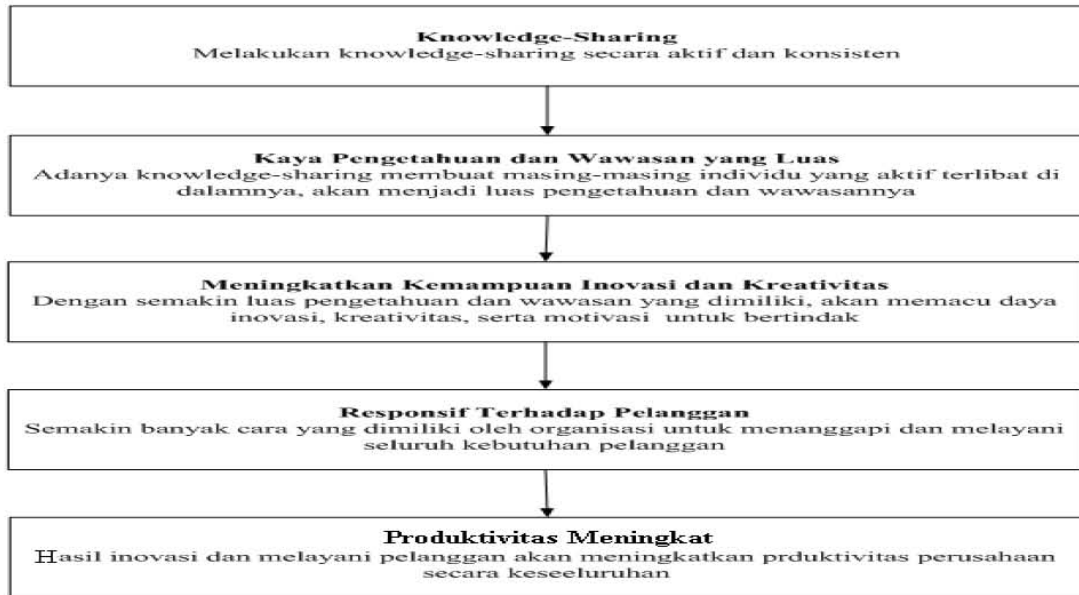 Knowledge-Sharing
Melakukan knowledge-sharing secara aktif dan konsisten
Kaya Pengetahuan dan Wawasan yang Luas
Adanya knowledge-sharing membuat masing-masing individu yang aktif terlibat di
dalamnya, akan menjadi luas pengetahuan dan wawasannya
Meningkatkan Kemampuan Inovasi dan Kreativitas
Dengan semakin luas pengetahuan dan wawasan yang dimiliki, akan memacu daya
inovasi, kreativitas, serta motivasi untuk bertindak
Responsif Terhadap Pelanggan
Semakin banyak cara yang dimiliki oleh organisasi untuk menanggapi dan melayani
seluruh kebutuhan pelanggan
Produktivitas Meningkat
Hasil inovasi dan melayani pelanggan akan meningkatkan prduktivitas perusahaan
secara keseeluruhan